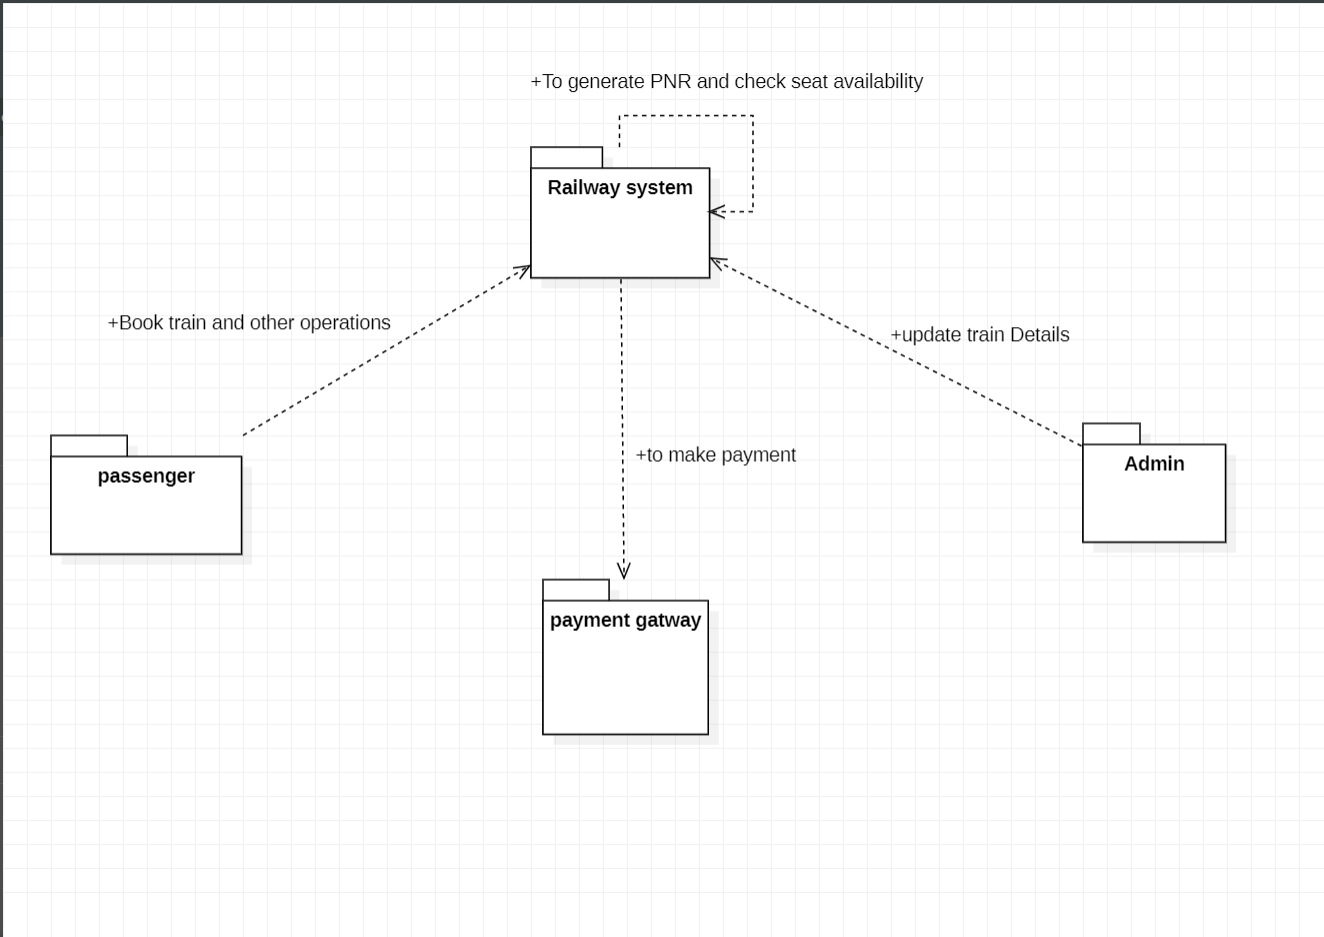 +To generate PNR and check seat availability
Railway system
+Book train and other operations
+update train Details
+to make payment
passenger
Admin
payment gatway